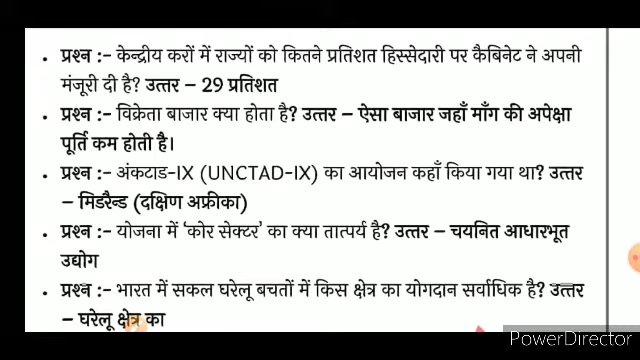 • प्रश्न :- केन्द्रीय करों में राज्यों को कितने प्रतिशत हिस्सेदारी पर कैबिनेट ने अपनी
मंजूरी दी है? उत्तर – 29 प्रतिशत
• प्रश्न :- विक्रेता बाजार क्या होता है? उत्तर – ऐसा बाजार जहाँ माँग की अपेक्षा
पूर्ति कम होती है।
• प्रश्न :- अंकटाड-IX (UNCTAD-IX) का आयोजन कहाँ किया गया था? उत्तर
– मिडरैन्ड (दक्षिण अफ्रीका)
• प्रश्न :- योजना में ‘कोर सेक्टर’ का क्या तात्पर्य है? उत्तर – चयनित आधारभूत
उद्योग
• प्रश्न :- भारत में सकल घरेलू बचतों में किस क्षेत्र का योगदान सर्वाधिक है? उत्तर
– घरेलू क्षेत्र का
PowerDirector